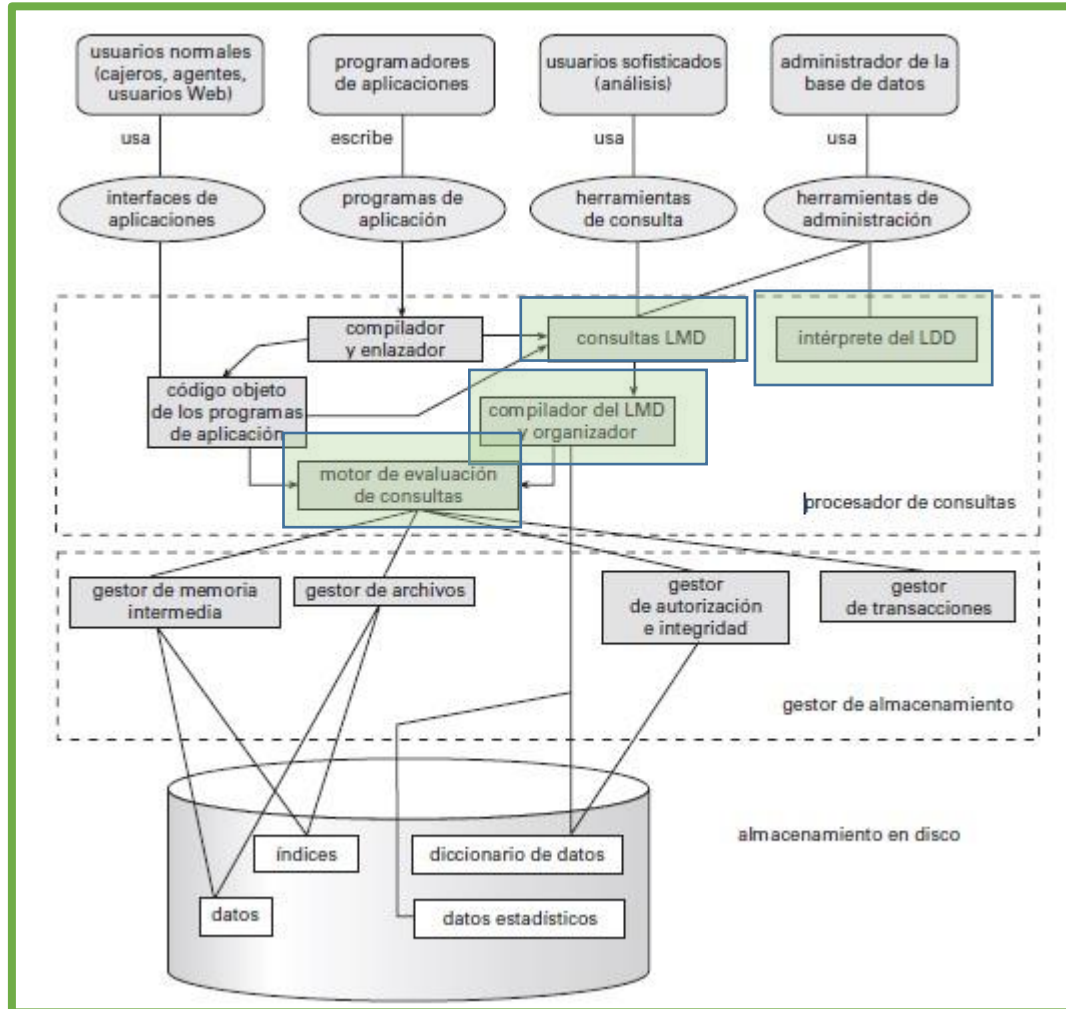 usuarios normales
(cajeros, agentes,
usuarios Web)
programadores
de aplicaciones
usuarios sofisticados
(análisis)
administrador de la
base de datos
usa
escribe
usa
usa
interfaces de
aplicaciones
programas de
aplicación
herramientas
de consulta
herramientas de
administración
compilador
y enlazador
consultas LMD
intérprete del LDD
código objeto
de los programas
de aplicación
compilador del LMD
y organizador
motor de evaluación
de consultas
procesador de consultas
gestor de memoria
intermedia
gestor de archivos
gestor
de autorización
e integridad
gestor
de transacciones
gestor de almacenamiento
índices
diccionario de datos
almacenamiento en disco
datos
datos estadísticos